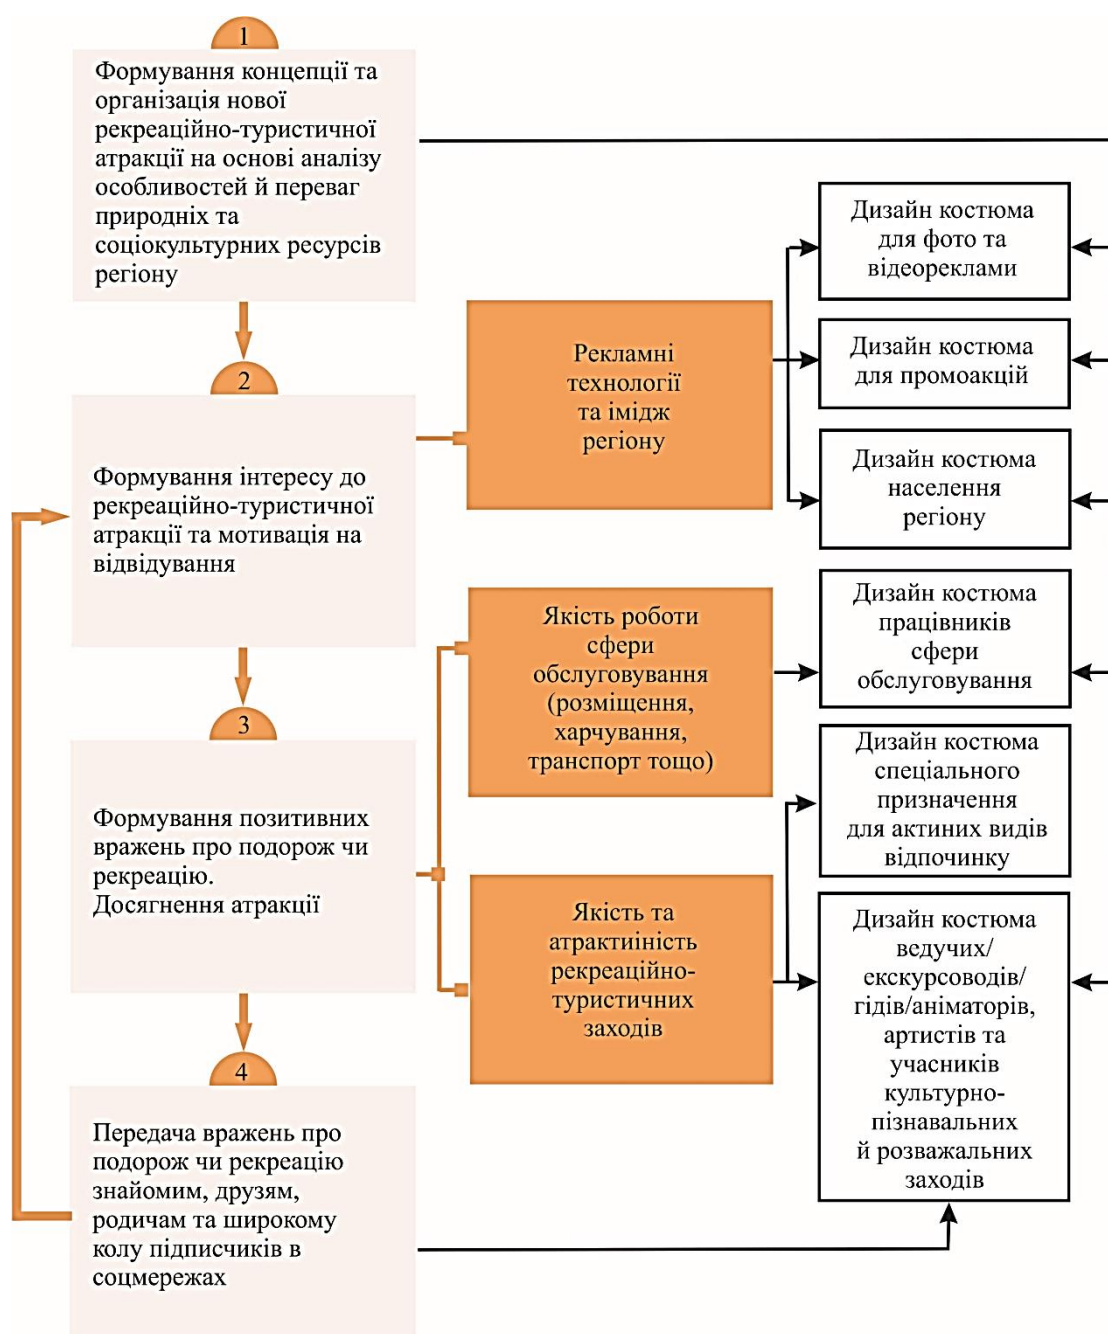 1
Формування концепції та
організація нової
рекреаційно-туристичної
атракції на основі аналізу
особливостей й переваг
природніх та
соціокультурних ресурсів
регіону
2
Формування інтересу до
рекреаційно-туристичної
атракції та мотивація на
відвідування
3
Формування позитивних
вражень про подорож чи
рекреацію.
Досягнення атракції
4
Передача вражень про
подорож чи рекреацію
знайомим, друзям,
родичам та широкому
колу підписчиків в
соцмережах
Рекламні
технології
та імідж
регіону
Якість роботи
сфери
обслуговування
(розміщення,
харчування,
транспорт тощо)
Якість та
атрактиіність
рекреаційно-
туристичних
заходів
Дизайн костюма
для фото та
відеореклами
Дизайн костюма
для промоакцій
Дизайн костюма
населення
регіону
Дизайн костюма
працівників
сфери
обслуговування
Дизайн костюма
спеціального
призначення
для актиних видів
відпочинку
Дизайн костюма
ведучих/
екскурсоводів/
гідів/аніматорів,
артистів та
учасників
культурно-
пізнавальних
й розважальних
заходів